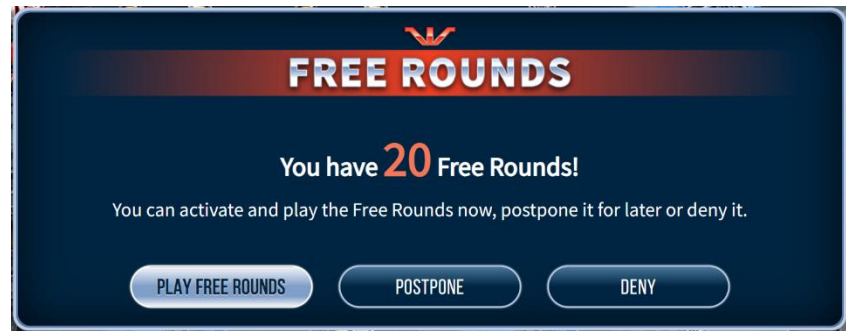 FREE ROUNDS
You have 20 Free Rounds!
You can activate and play the Free Rounds now, postpone it for later or deny it.
PLAY FREE ROUNDS POSTPONE DENY